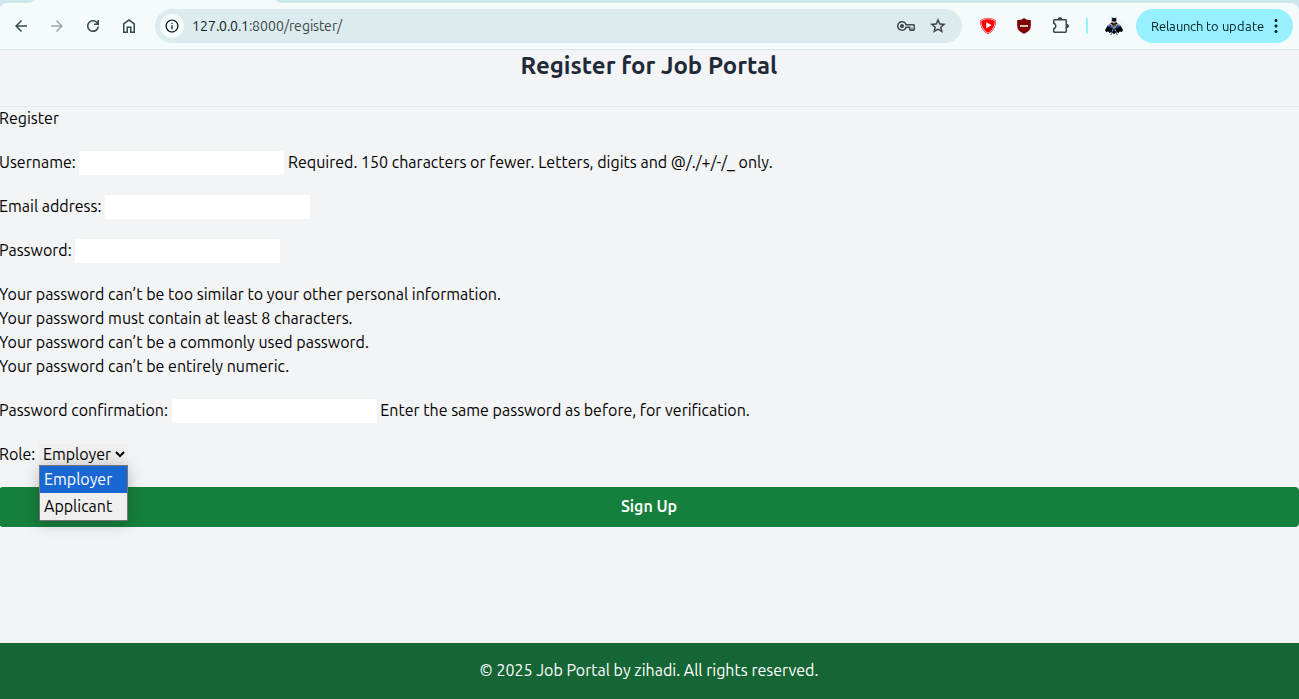 127.0.0.1:8000/register/
Relaunch to update
Register for Job Portal
Register
Username: Required. 150 characters or fewer. Letters, digits and @/./+/-/_ only.
Email address:
Password:
Your password can’t be too similar to your other personal information.
Your password must contain at least 8 characters.
Your password can’t be a commonly used password.
Your password can’t be entirely numeric.
Password confirmation: Enter the same password as before, for verification.
Role: Employer
Employer
Applicant
Sign Up
© 2025 Job Portal by zihadi. All rights reserved.